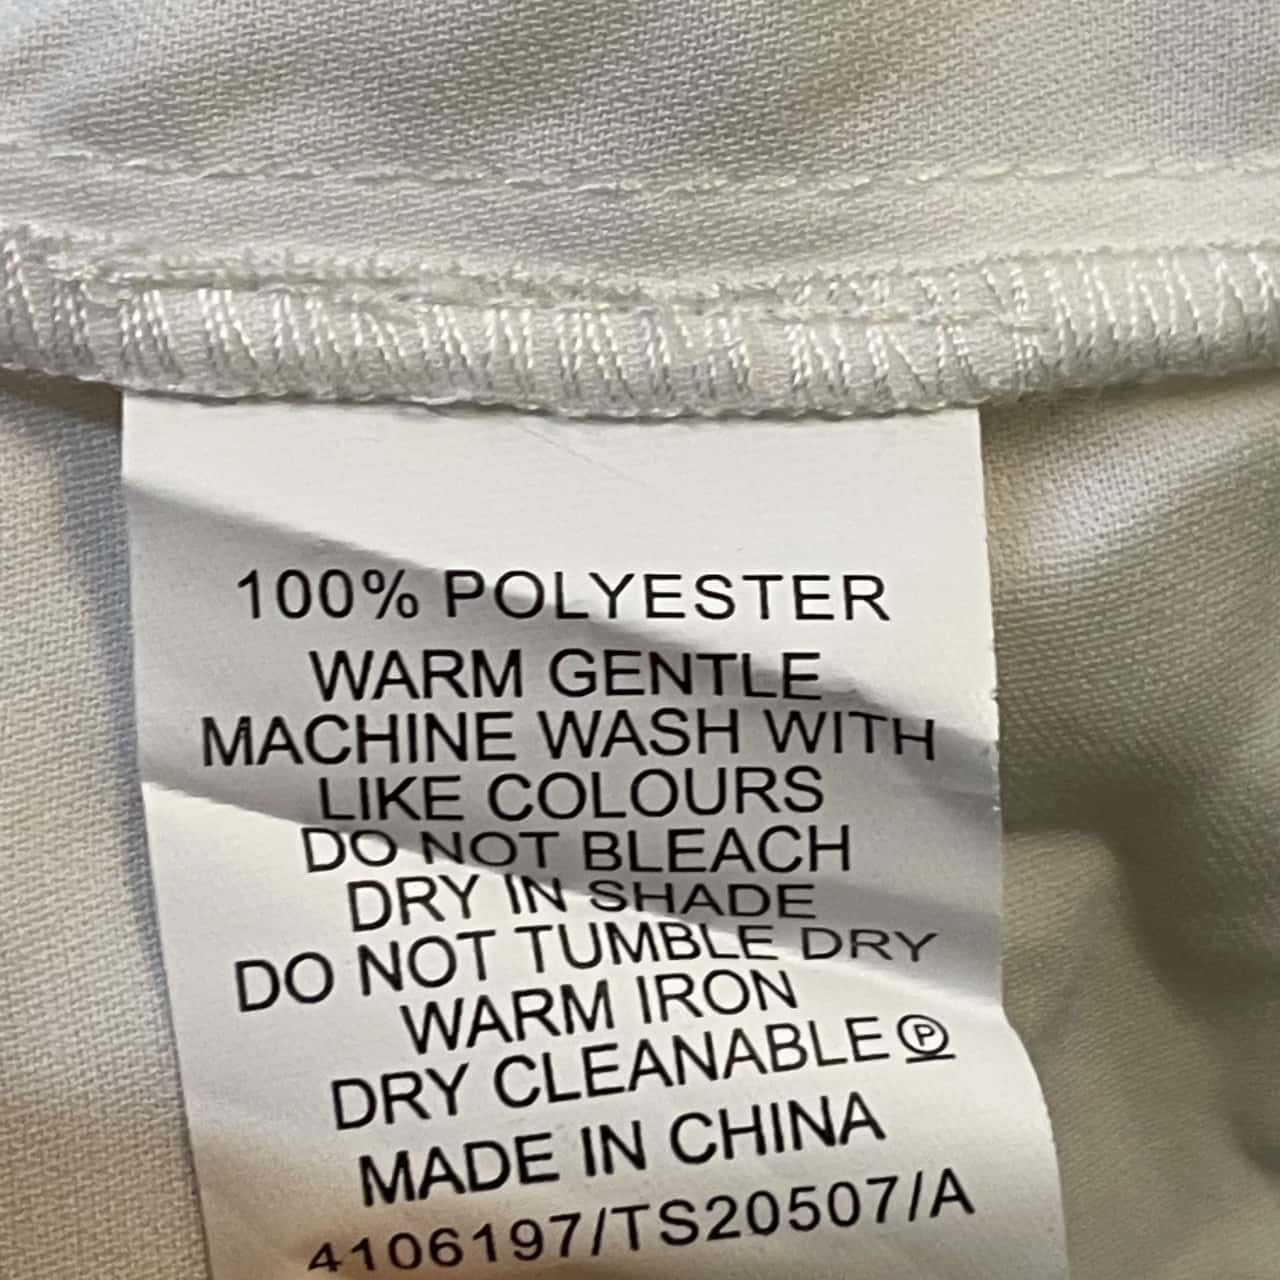 100% POLYESTER
WARM GENTLE
MACHINE WASH WITH
LIKE COLOURS
DO NOT BLEACH
DRY IN SHADE
DO NOT TUMBLE DRY
WARM IRON
DRY CLEANABLE Ⓟ
MADE IN CHINA
4106197/TS20507/A